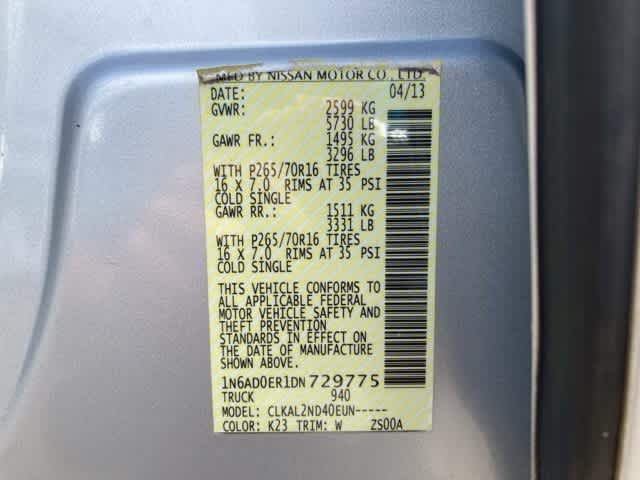 MFD BY NISSAN MOTOR CO., LTD.
DATE: 04/13
GVWR: 2599 KG
5730 LB
GAWR FR.: 1495 KG
3296 LB
WITH P265/70R16 TIRES
16 X 7.0 RIMS AT 35 PSI
COLD SINGLE
GAWR RR.: 1511 KG
3331 LB
WITH P265/70R16 TIRES
16 X 7.0 RIMS AT 35 PSI
COLD SINGLE
THIS VEHICLE CONFORMS TO
ALL APPLICABLE FEDERAL
MOTOR VEHICLE SAFETY AND
THEFT PREVENTION
STANDARDS IN EFFECT ON
THE DATE OF MANUFACTURE
SHOWN ABOVE.
1N6AD0ER1DN729775
TRUCK 940
MODEL: CLKAL2ND40EUN-----
COLOR: K23 TRIM: W ZS00A